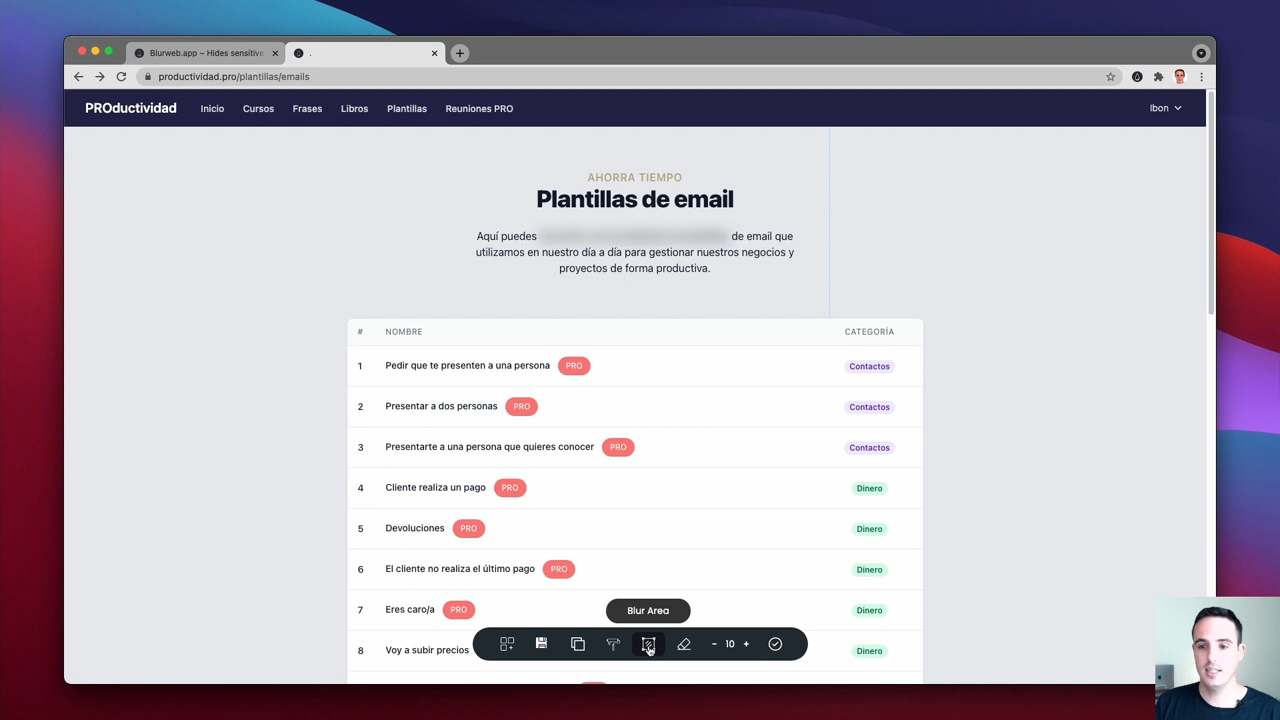 Blurweb.app ~ Hides sensitive
.
productividad.pro/plantillas/emails
PROductividad Inicio Cursos Frases Libros Plantillas Reuniones PRO Ibon
AHORRA TIEMPO
Plantillas de email
Aquí puedes de email que
utilizamos en nuestro día a día para gestionar nuestros negocios y
proyectos de forma productiva.
# NOMBRE CATEGORÍA
1 Pedir que te presenten a una persona PRO Contactos
2 Presentar a dos personas PRO Contactos
3 Presentarte a una persona que quieres conocer PRO Contactos
4 Cliente realiza un pago PRO Dinero
5 Devoluciones PRO Dinero
6 El cliente no realiza el último pago PRO Dinero
7 Eres caro/a PRO Dinero
Blur Area
8 Voy a subir precios Dinero
- 10 +